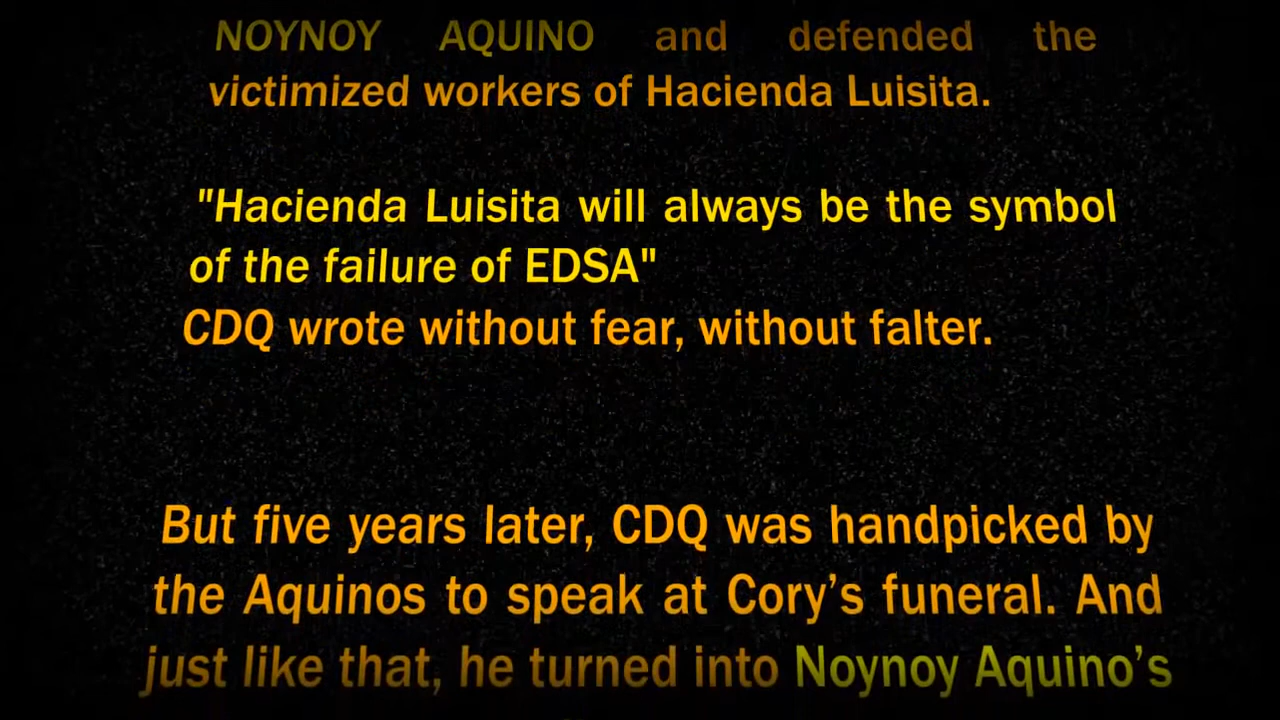 NOYNOY AQUINO and defended the
victimized workers of Hacienda Luisita.
"Hacienda Luisita will always be the symbol
of the failure of EDSA"
CDQ wrote without fear, without falter.
But five years later, CDQ was handpicked by
the Aquinos to speak at Cory’s funeral. And
just like that, he turned into Noynoy Aquino’s